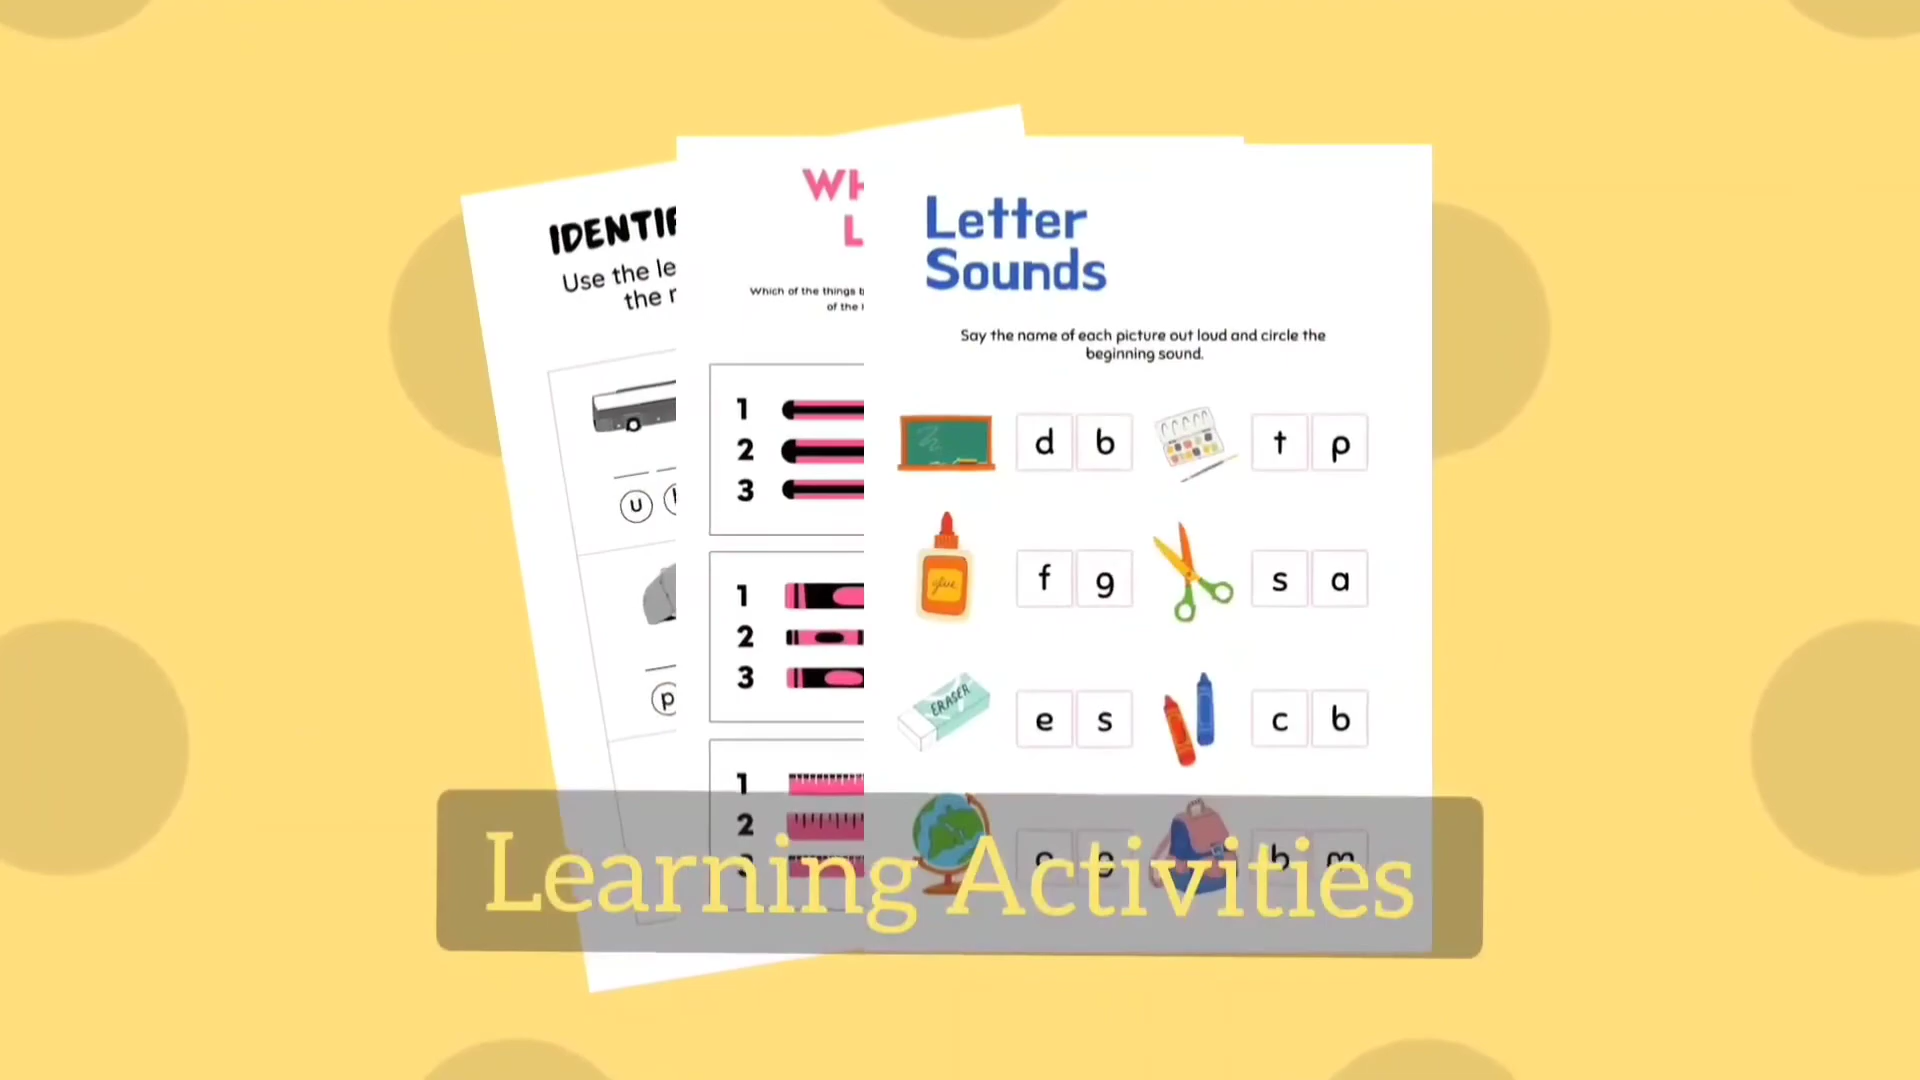 IDENTIF
Use the le
the r
u
p
WH
L
Which of the things b
of the
1
2
3
1
2
3
1
2
Letter
Sounds
Say the name of each picture out loud and circle the
beginning sound.
d b t p
glue
f g s a
ERASER
e s c b
b m
Learning Activities